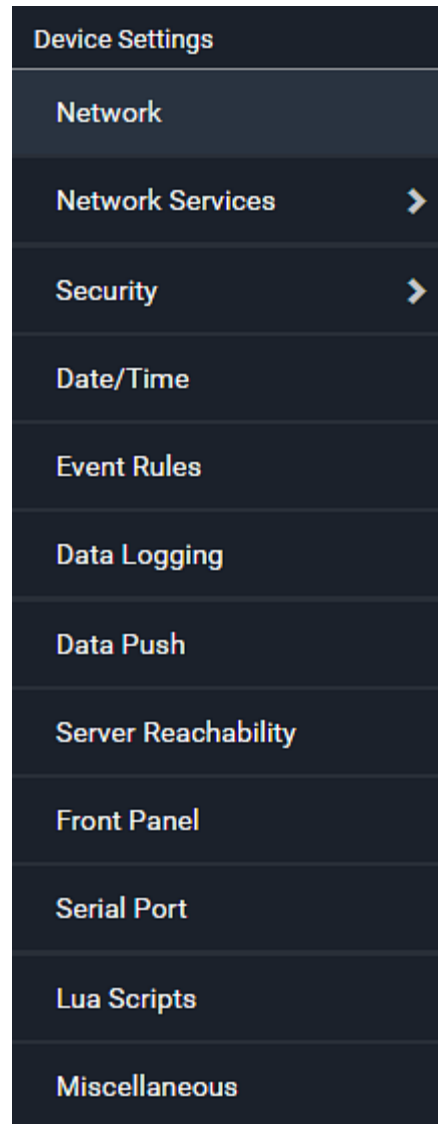 Device Settings
Network
Network Services
Security
Date/Time
Event Rules
Data Logging
Data Push
Server Reachability
Front Panel
Serial Port
Lua Scripts
Miscellaneous